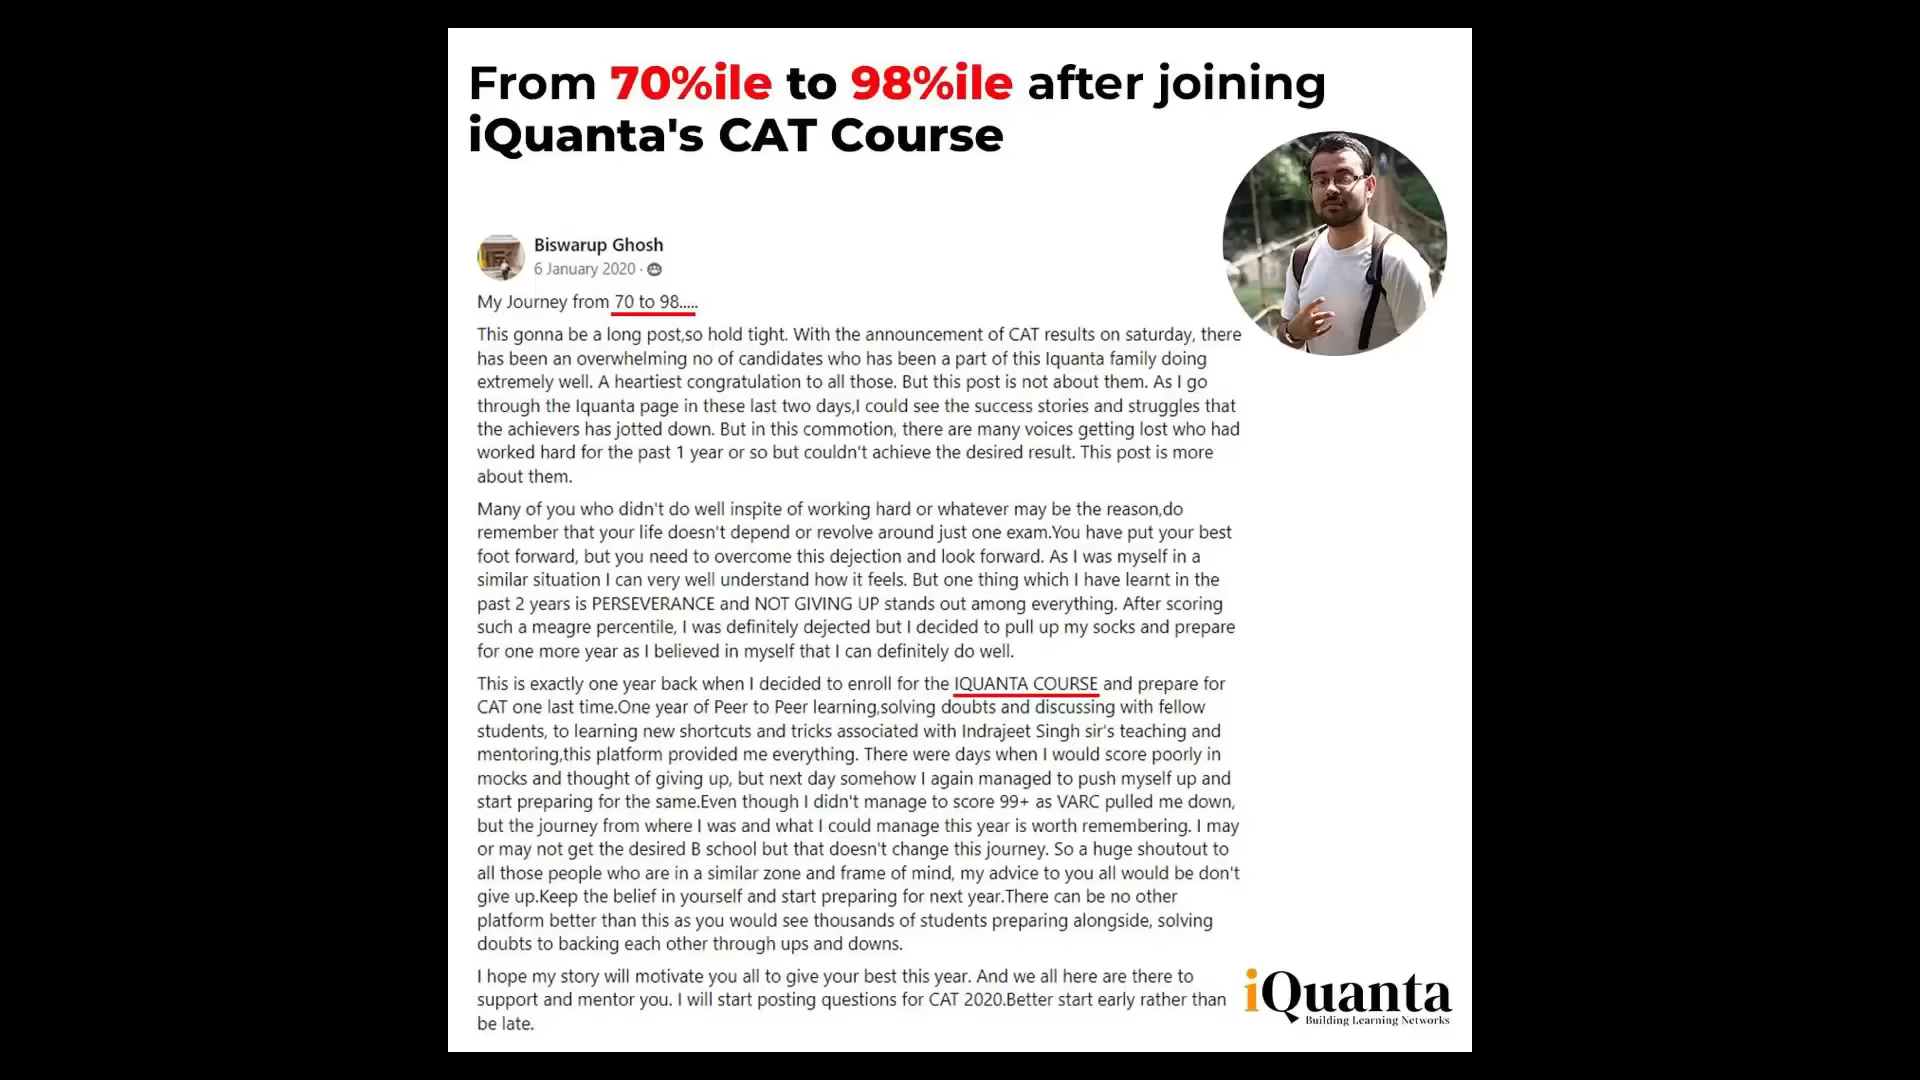 From 70%ile to 98%ile after joining
iQuanta's CAT Course
Biswarup Ghosh
6 January 2020 ·
My Journey from 70 to 98.....
This gonna be a long post,so hold tight. With the announcement of CAT results on saturday, there
has been an overwhelming no of candidates who has been a part of this Iquanta family doing
extremely well. A heartiest congratulation to all those. But this post is not about them. As I go
through the Iquanta page in these last two days,I could see the success stories and struggles that
the achievers has jotted down. But in this commotion, there are many voices getting lost who had
worked hard for the past 1 year or so but couldn't achieve the desired result. This post is more
about them.
Many of you who didn't do well inspite of working hard or whatever may be the reason,do
remember that your life doesn't depend or revolve around just one exam.You have put your best
foot forward, but you need to overcome this dejection and look forward. As I was myself in a
similar situation I can very well understand how it feels. But one thing which I have learnt in the
past 2 years is PERSEVERANCE and NOT GIVING UP stands out among everything. After scoring
such a meagre percentile, I was definitely dejected but I decided to pull up my socks and prepare
for one more year as I believed in myself that I can definitely do well.
This is exactly one year back when I decided to enroll for the IQUANTA COURSE and prepare for
CAT one last time.One year of Peer to Peer learning,solving doubts and discussing with fellow
students, to learning new shortcuts and tricks associated with Indrajeet Singh sir's teaching and
mentoring,this platform provided me everything. There were days when I would score poorly in
mocks and thought of giving up, but next day somehow I again managed to push myself up and
start preparing for the same.Even though I didn't manage to score 99+ as VARC pulled me down,
but the journey from where I was and what I could manage this year is worth remembering. I may
or may not get the desired B school but that doesn't change this journey. So a huge shoutout to
all those people who are in a similar zone and frame of mind, my advice to you all would be don't
give up.Keep the belief in yourself and start preparing for next year.There can be no other
platform better than this as you would see thousands of students preparing alongside, solving
doubts to backing each other through ups and downs.
I hope my story will motivate you all to give your best this year. And we all here are there to
support and mentor you. I will start posting questions for CAT 2020.Better start early rather than
be late.
iQuanta
Building Learning Networks